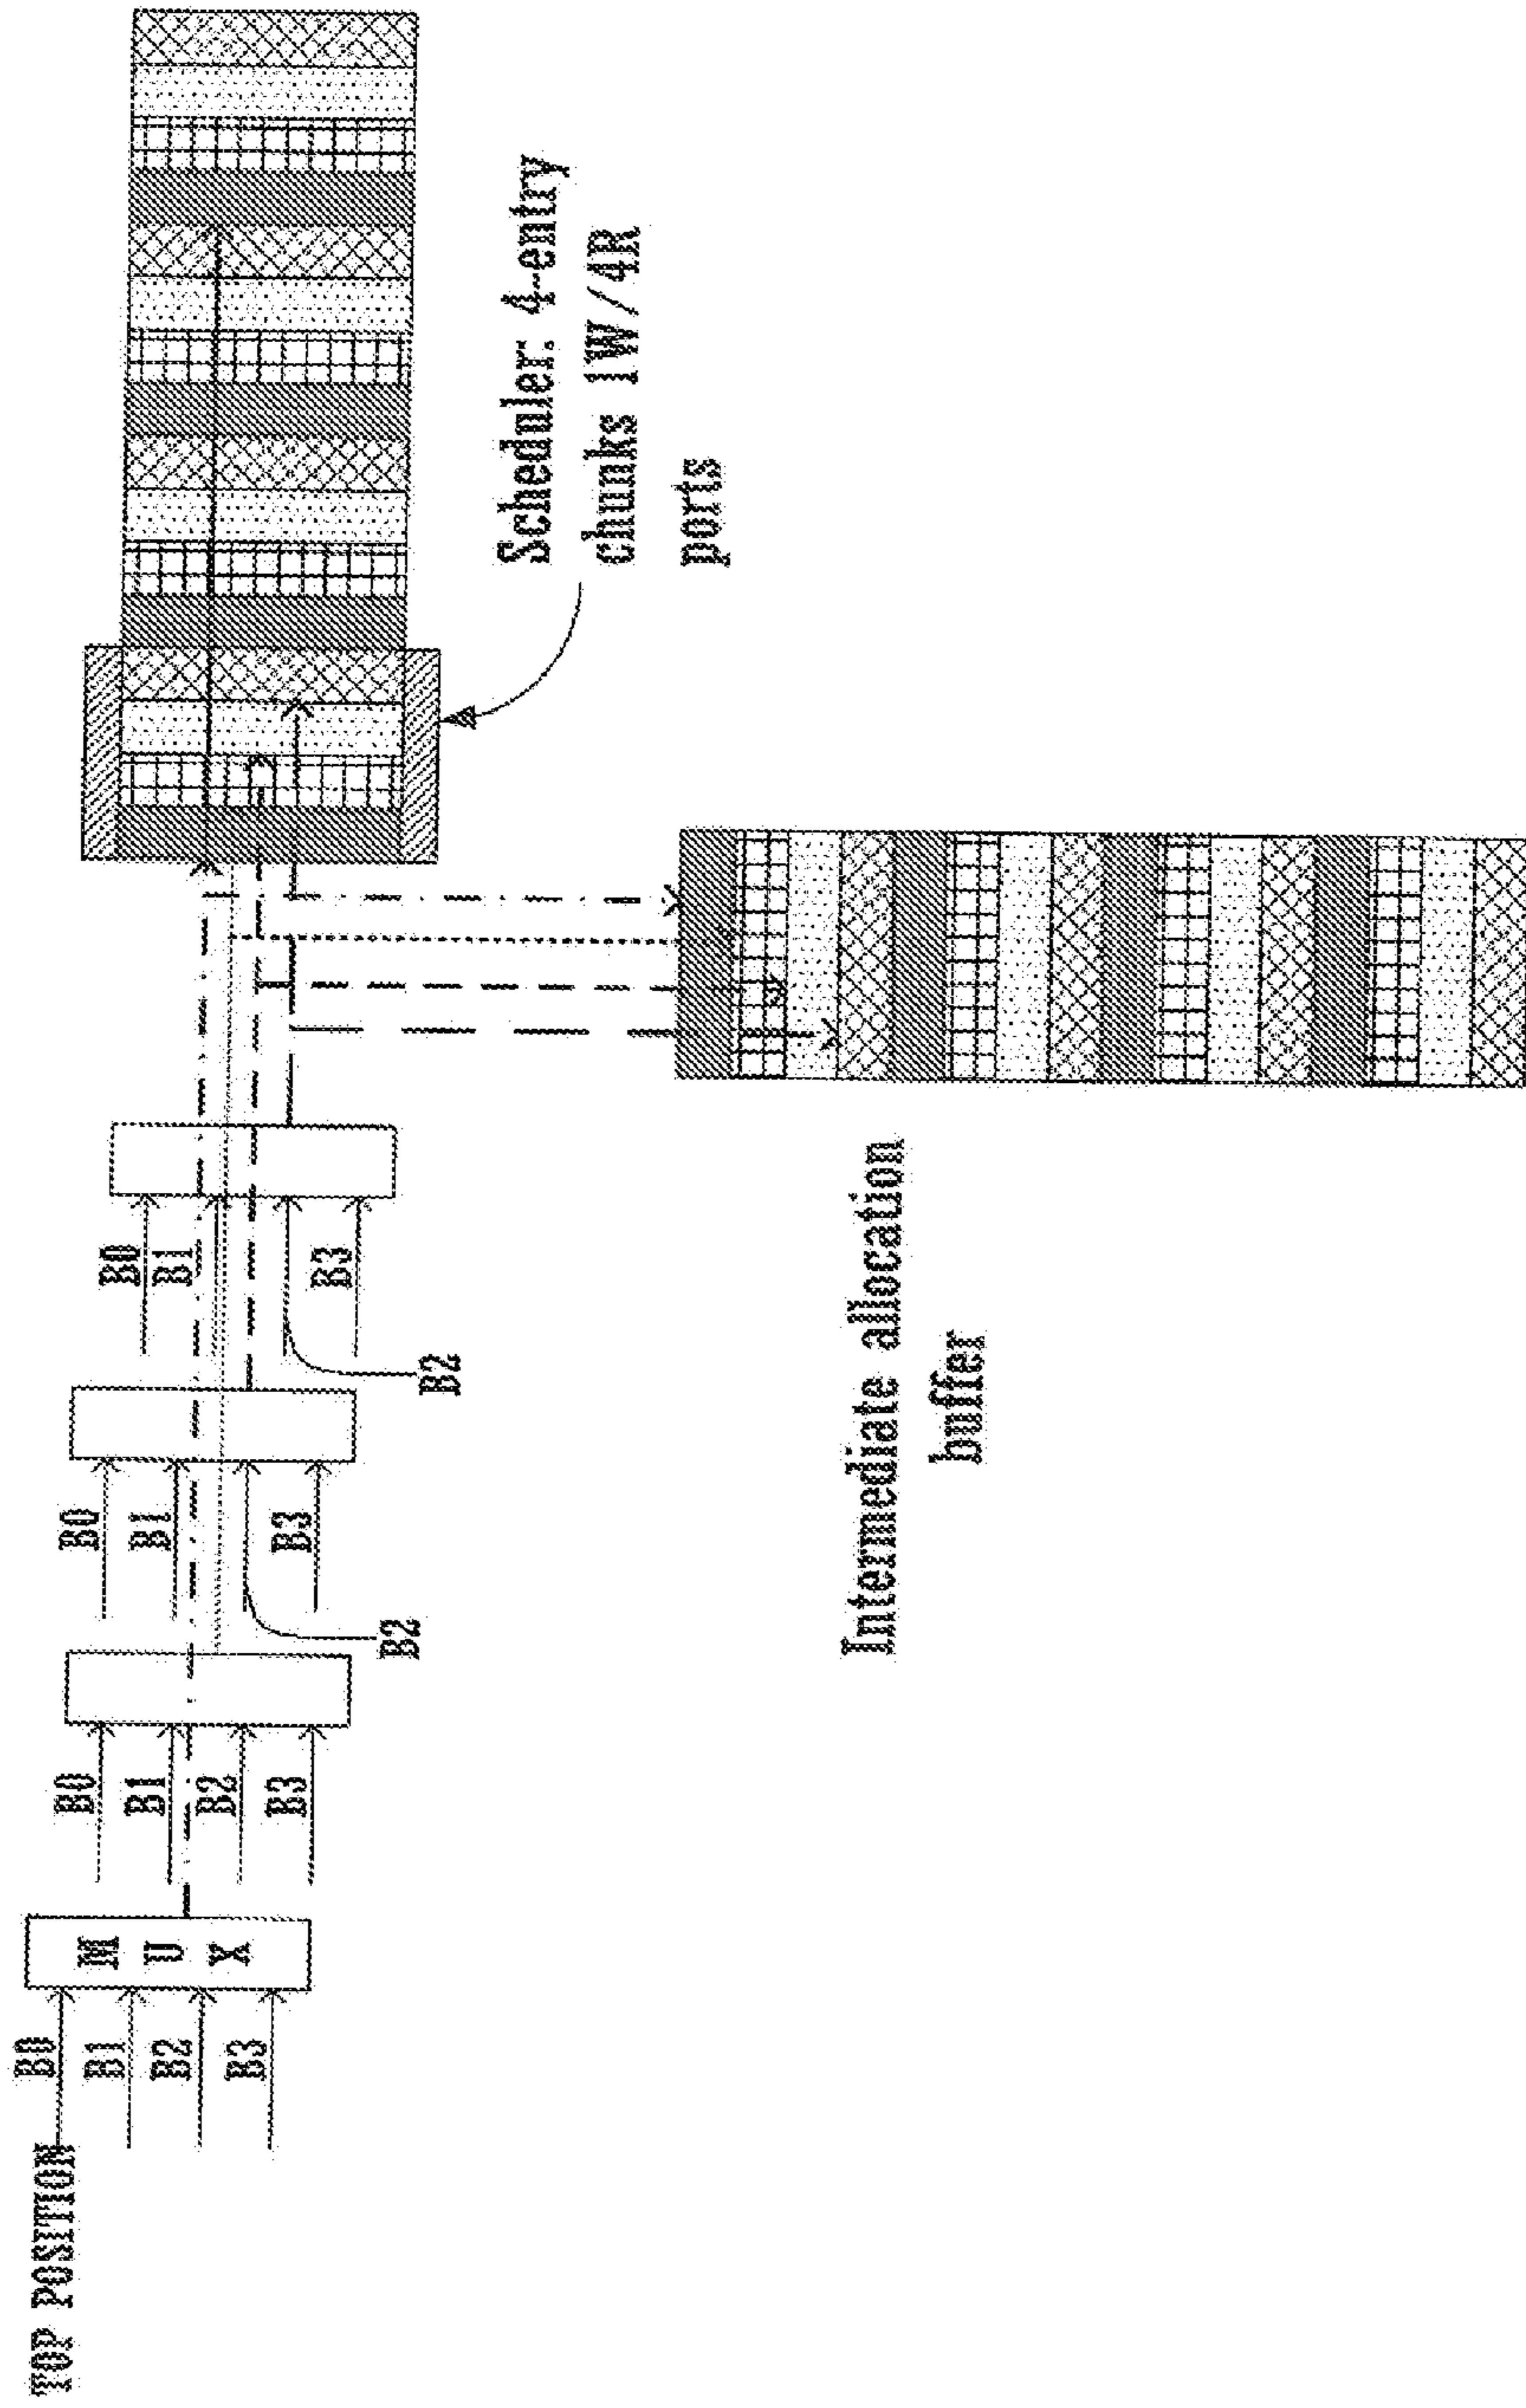 TOP POSITION
B0
B1
B2
B3
MUX
B0
B1
B2
B3
B0
B1
B2
B3
B0
B1
B2
B3
Scheduler: 4-entry
chunks 1W/4R
ports
Intermediate allocation
buffer